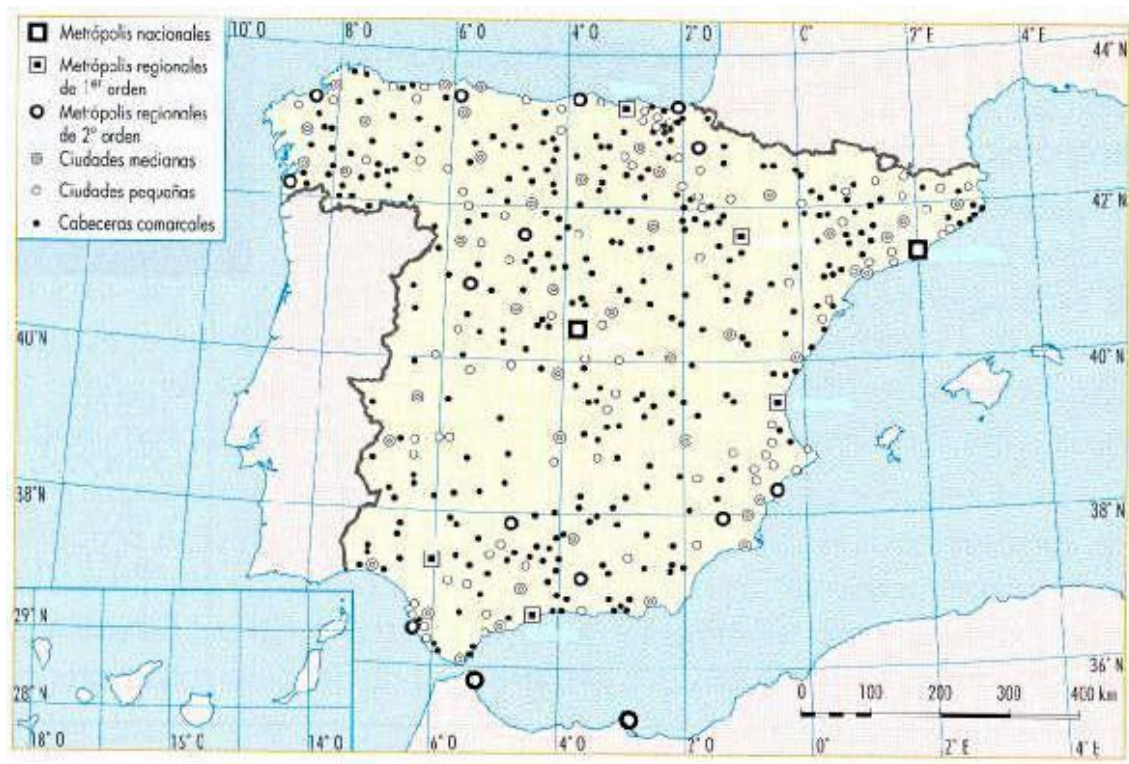 Metrópolis nacionales
Metrópolis regionales
de 1er orden
Metrópolis regionales
de 2º orden
Ciudades medianas
Ciudades pequeñas
Cabeceras comarcales
10° O
8° O
6° O
4° O
2° O
0°
2° E
4° E
44° N
42° N
40° N
40° N
38° N
38° N
36° N
29° N
28° N
18° O
15° O
14° O
6° O
4° O
2° O
0°
2° E
4° E
0 100 200 300 400 km